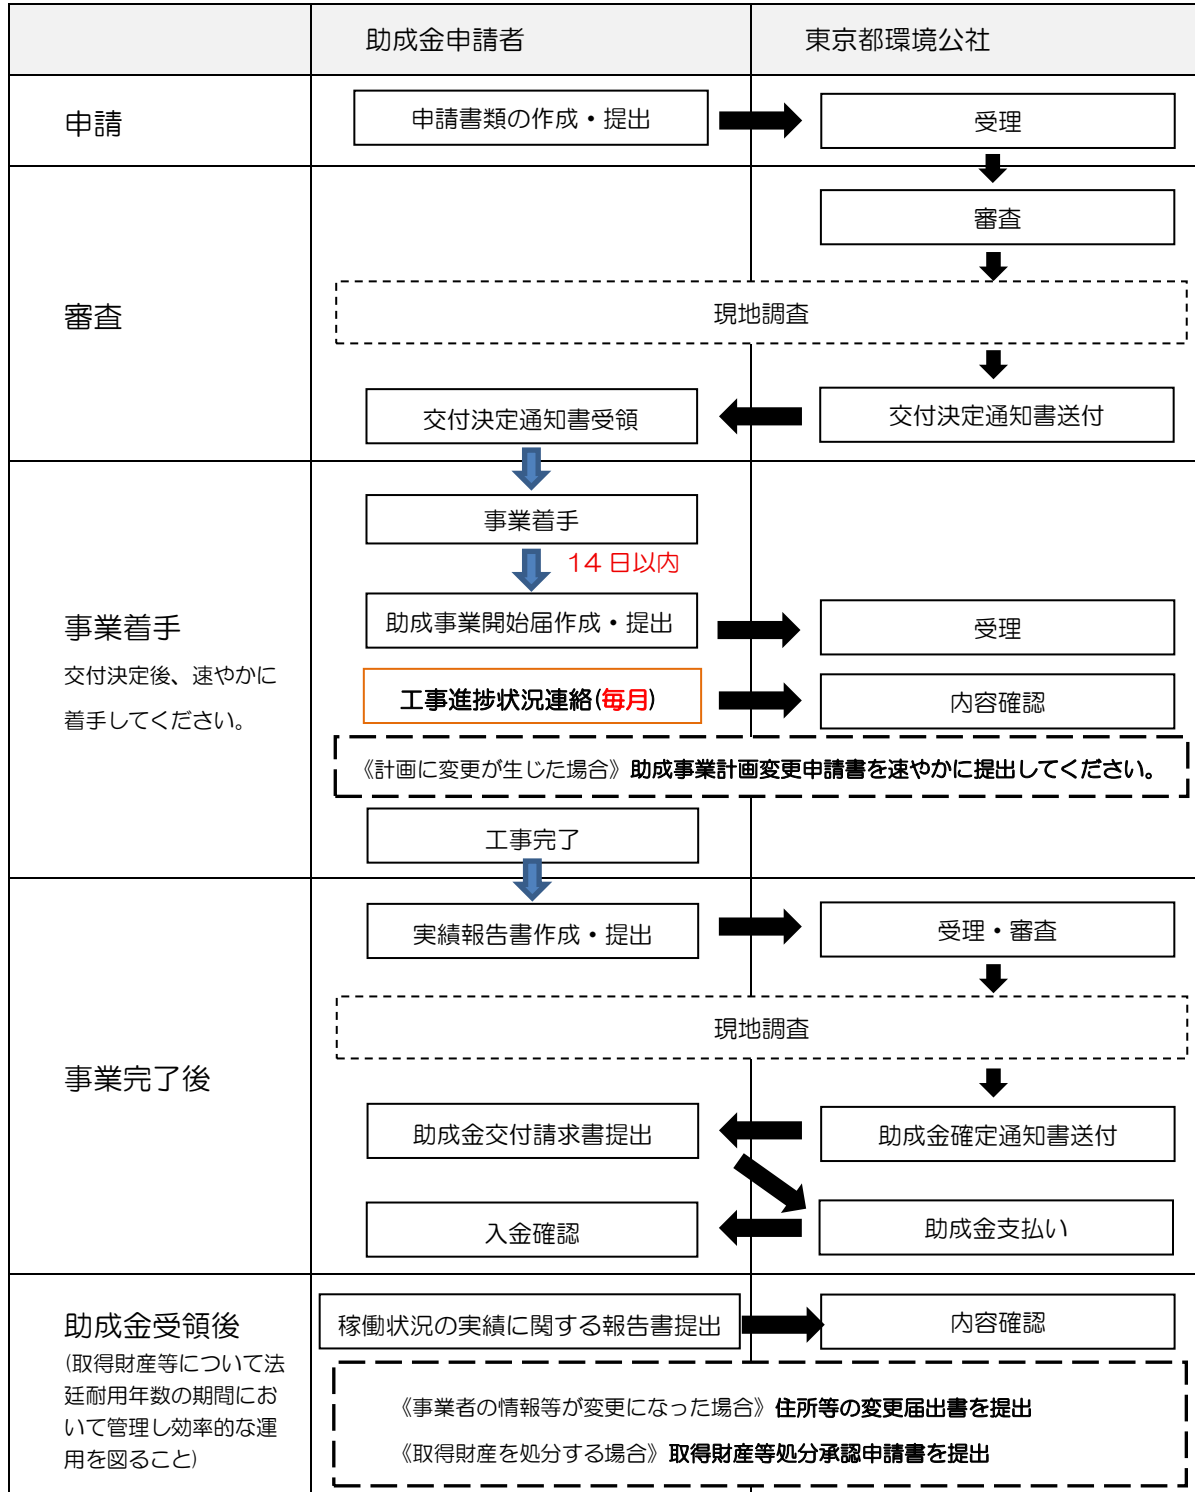 助成金申請者
東京都環境公社
申請
申請書類の作成・提出
受理
審査
審査
現地調査
交付決定通知書受領
交付決定通知書送付
事業着手
交付決定後、速やかに
着手してください。
事業着手
14 日以内
助成事業開始届作成・提出
受理
工事進捗状況連絡(毎月)
内容確認
《計画に変更が生じた場合》助成事業計画変更申請書を速やかに提出してください。
工事完了
事業完了後
実績報告書作成・提出
受理・審査
現地調査
助成金交付請求書提出
助成金確定通知書送付
入金確認
助成金支払い
助成金受領後
(取得財産等について法
廷耐用年数の期間にお
いて管理し効率的な運
用を図ること)
稼働状況の実績に関する報告書提出
内容確認
《事業者の情報等が変更になった場合》住所等の変更届出書を提出
《取得財産を処分する場合》取得財産等処分承認申請書を提出